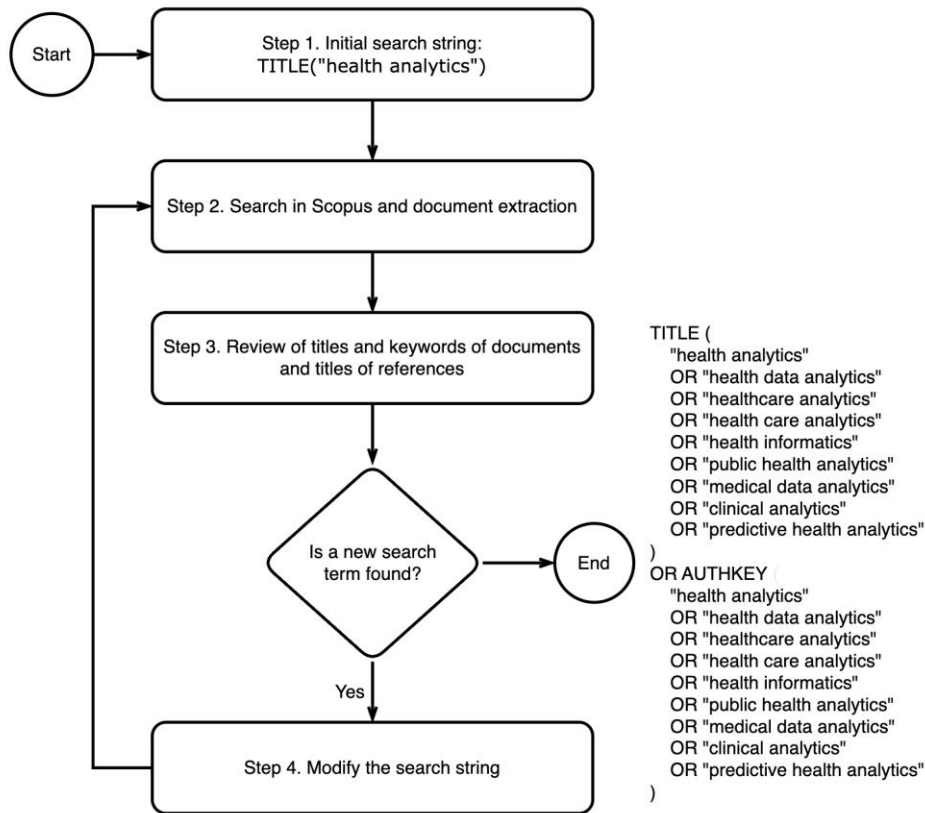 Start
Step 1. Initial search string:
TITLE("health analytics")
Step 2. Search in Scopus and document extraction
Step 3. Review of titles and keywords of documents
and titles of references
Is a new search
term found?
End
Yes
Step 4. Modify the search string
TITLE (
"health analytics"
OR "health data analytics"
OR "healthcare analytics"
OR "health care analytics"
OR "health informatics"
OR "public health analytics"
OR "medical data analytics"
OR "clinical analytics"
OR "predictive health analytics"
)
OR AUTHKEY (
"health analytics"
OR "health data analytics"
OR "healthcare analytics"
OR "health care analytics"
OR "health informatics"
OR "public health analytics"
OR "medical data analytics"
OR "clinical analytics"
OR "predictive health analytics"
)